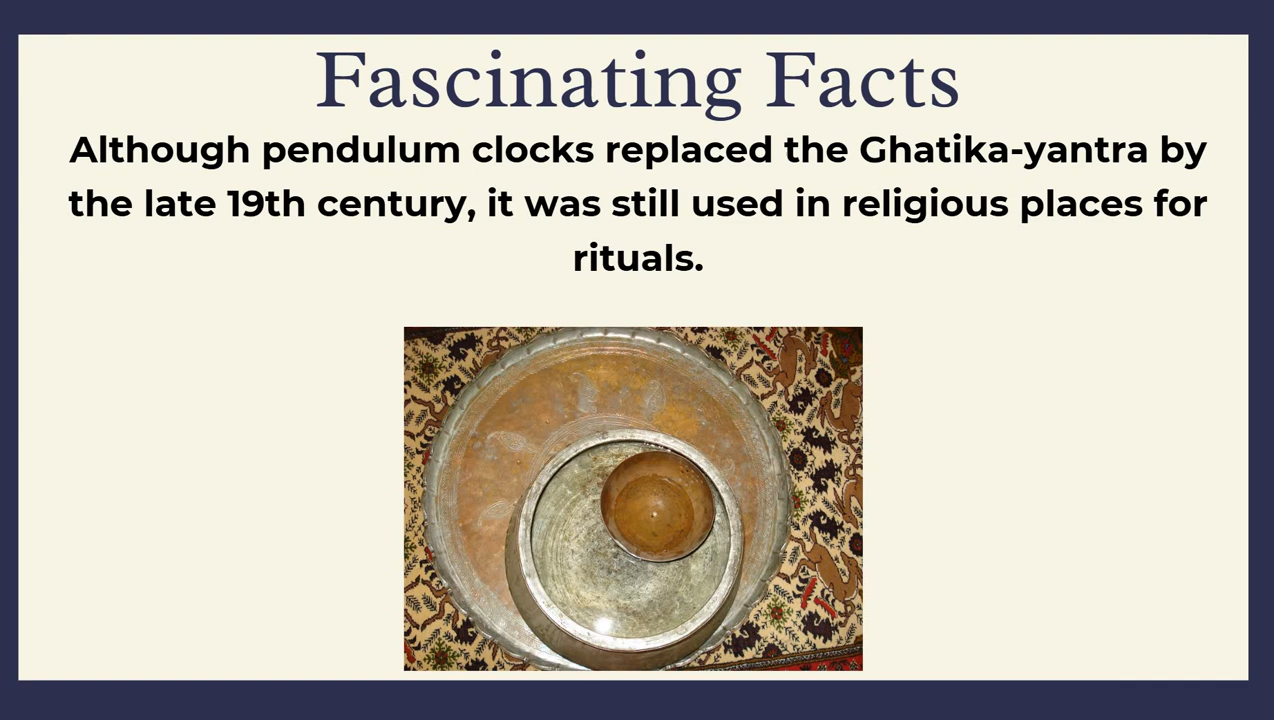 Fascinating Facts
Although pendulum clocks replaced the Ghatika-yantra by
the late 19th century, it was still used in religious places for
rituals.